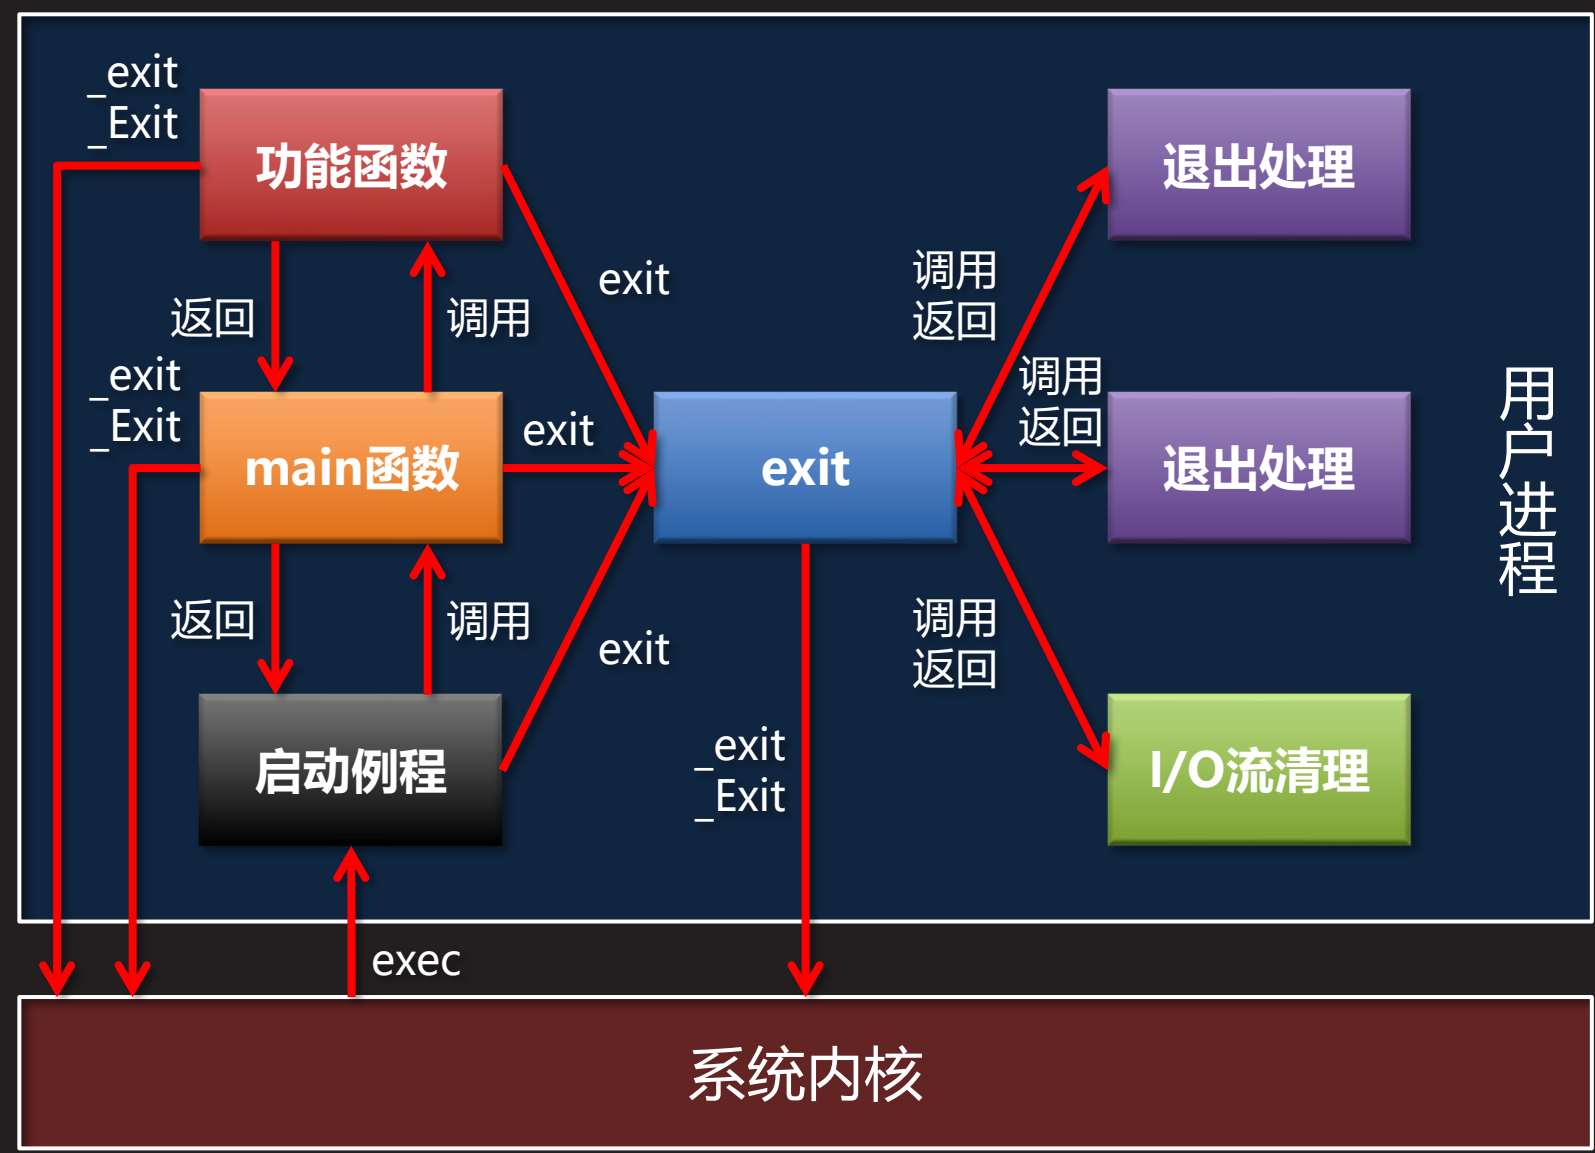 _exit
_Exit
功能函数
退出处理
exit
调用
返回
返回
调用
_exit
_Exit
main函数
exit
exit
调用
返回
退出处理
用户进程
返回
调用
exit
调用
返回
启动例程
_exit
_Exit
I/O流清理
exec
系统内核